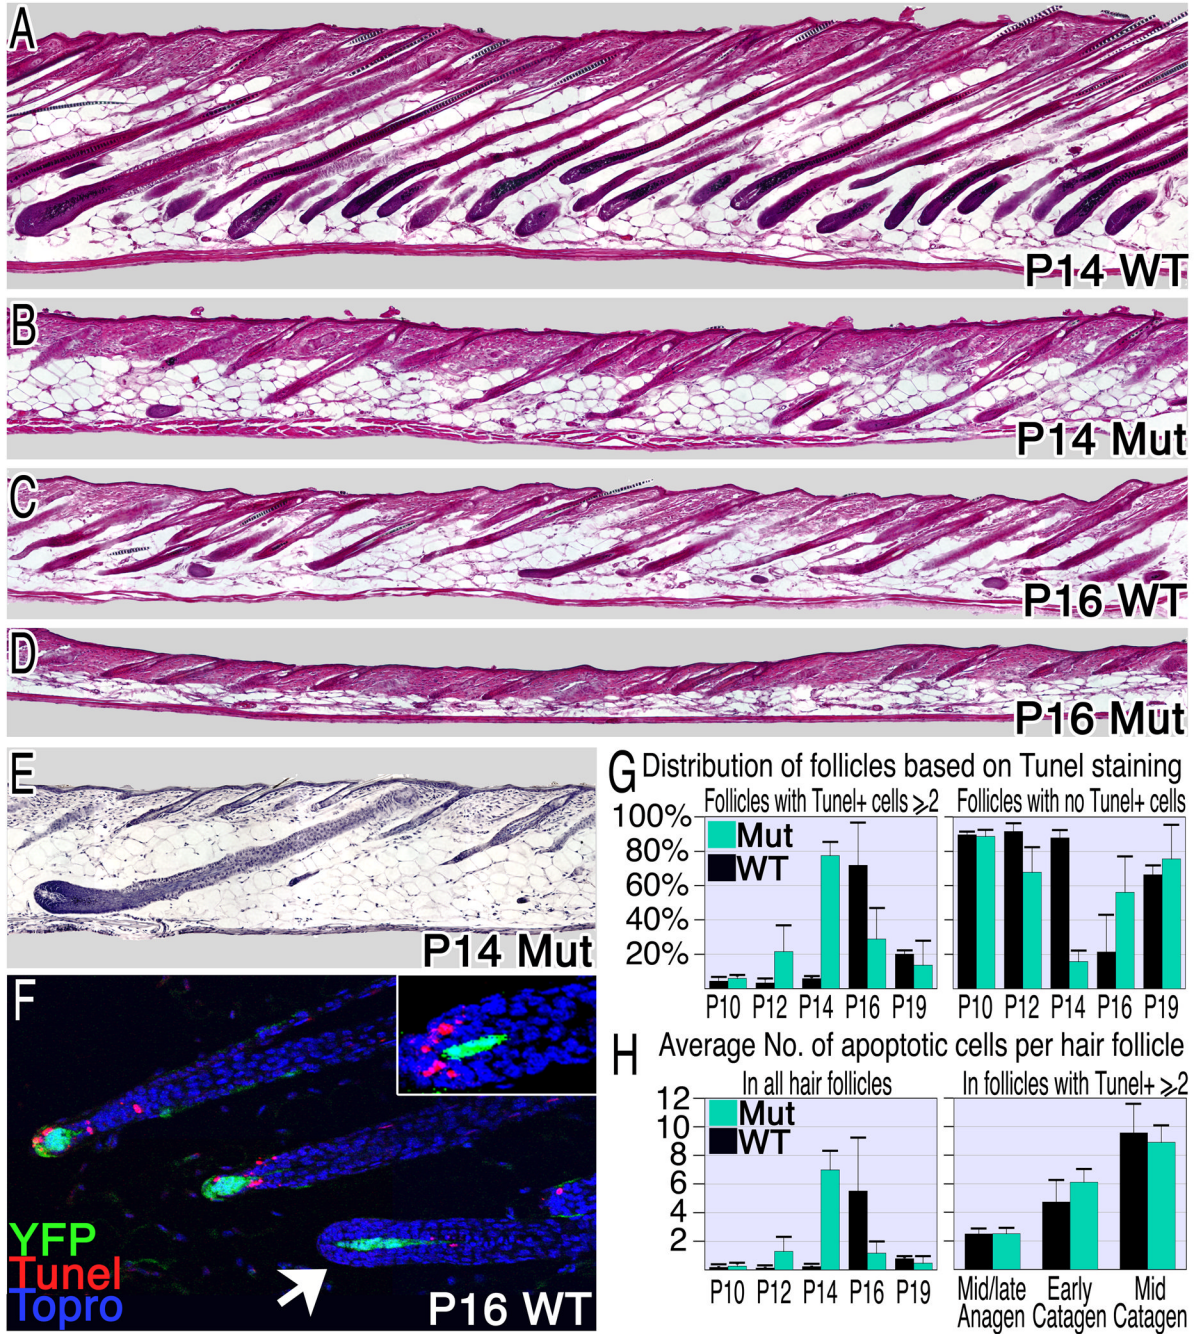 A
P14 WT
B
P14 Mut
C
P16 WT
D
P16 Mut
E
P14 Mut
F
YFP
Tunel
Topro
P16 WT
G Distribution of follicles based on Tunel staining
Follicles with Tunel+ cells ⩾2
Follicles with no Tunel+ cells
100%
80%
60%
40%
20%
Mut
WT
P10 P12 P14 P16 P19
P10 P12 P14 P16 P19
H Average No. of apoptotic cells per hair follicle
In all hair follicles
In follicles with Tunel+ ⩾2
12
10
8
6
4
2
Mut
WT
P10 P12 P14 P16 P19
Mid/late Early Mid
Anagen Catagen Catagen